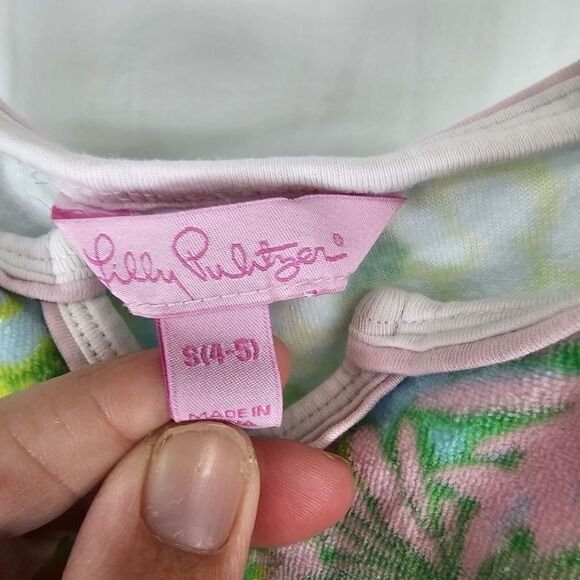 Lilly Pulitzer
S(4-5)
MADE IN